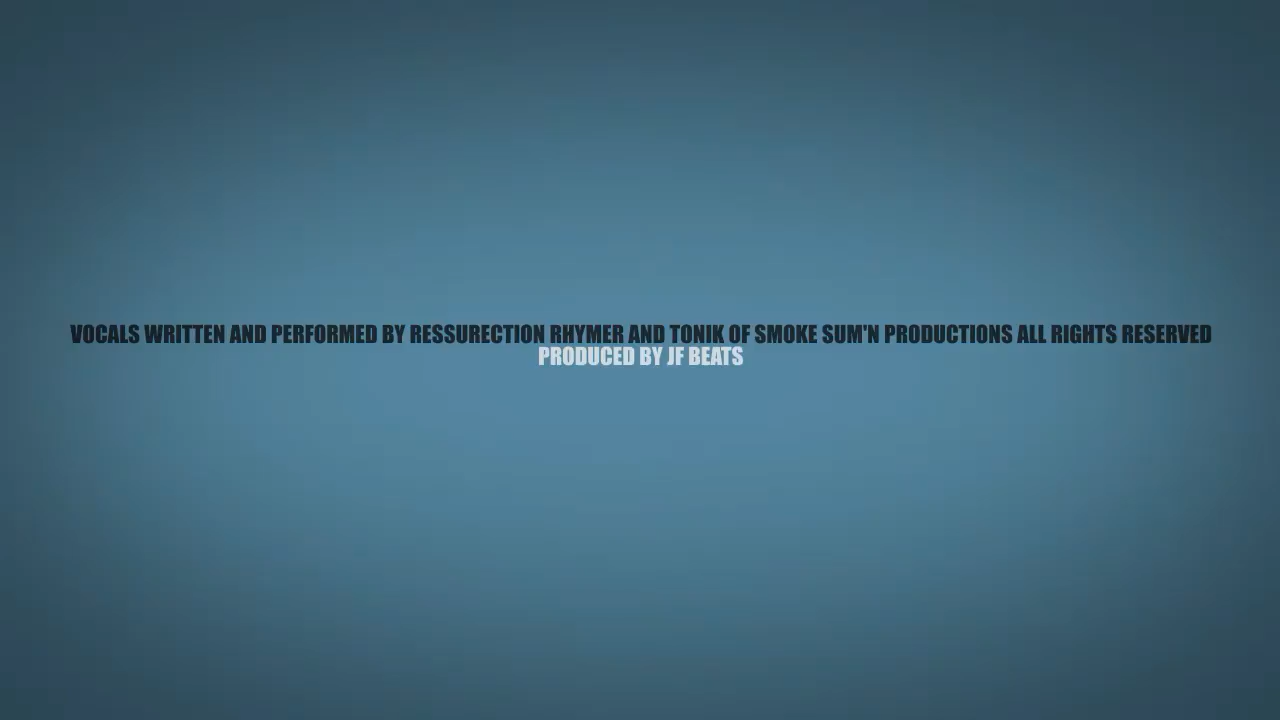 VOCALS WRITTEN AND PERFORMED BY RESSURECTION RHYMER AND TONIK OF SMOKE SUM'N PRODUCTIONS ALL RIGHTS RESERVED
PRODUCED BY JF BEATS